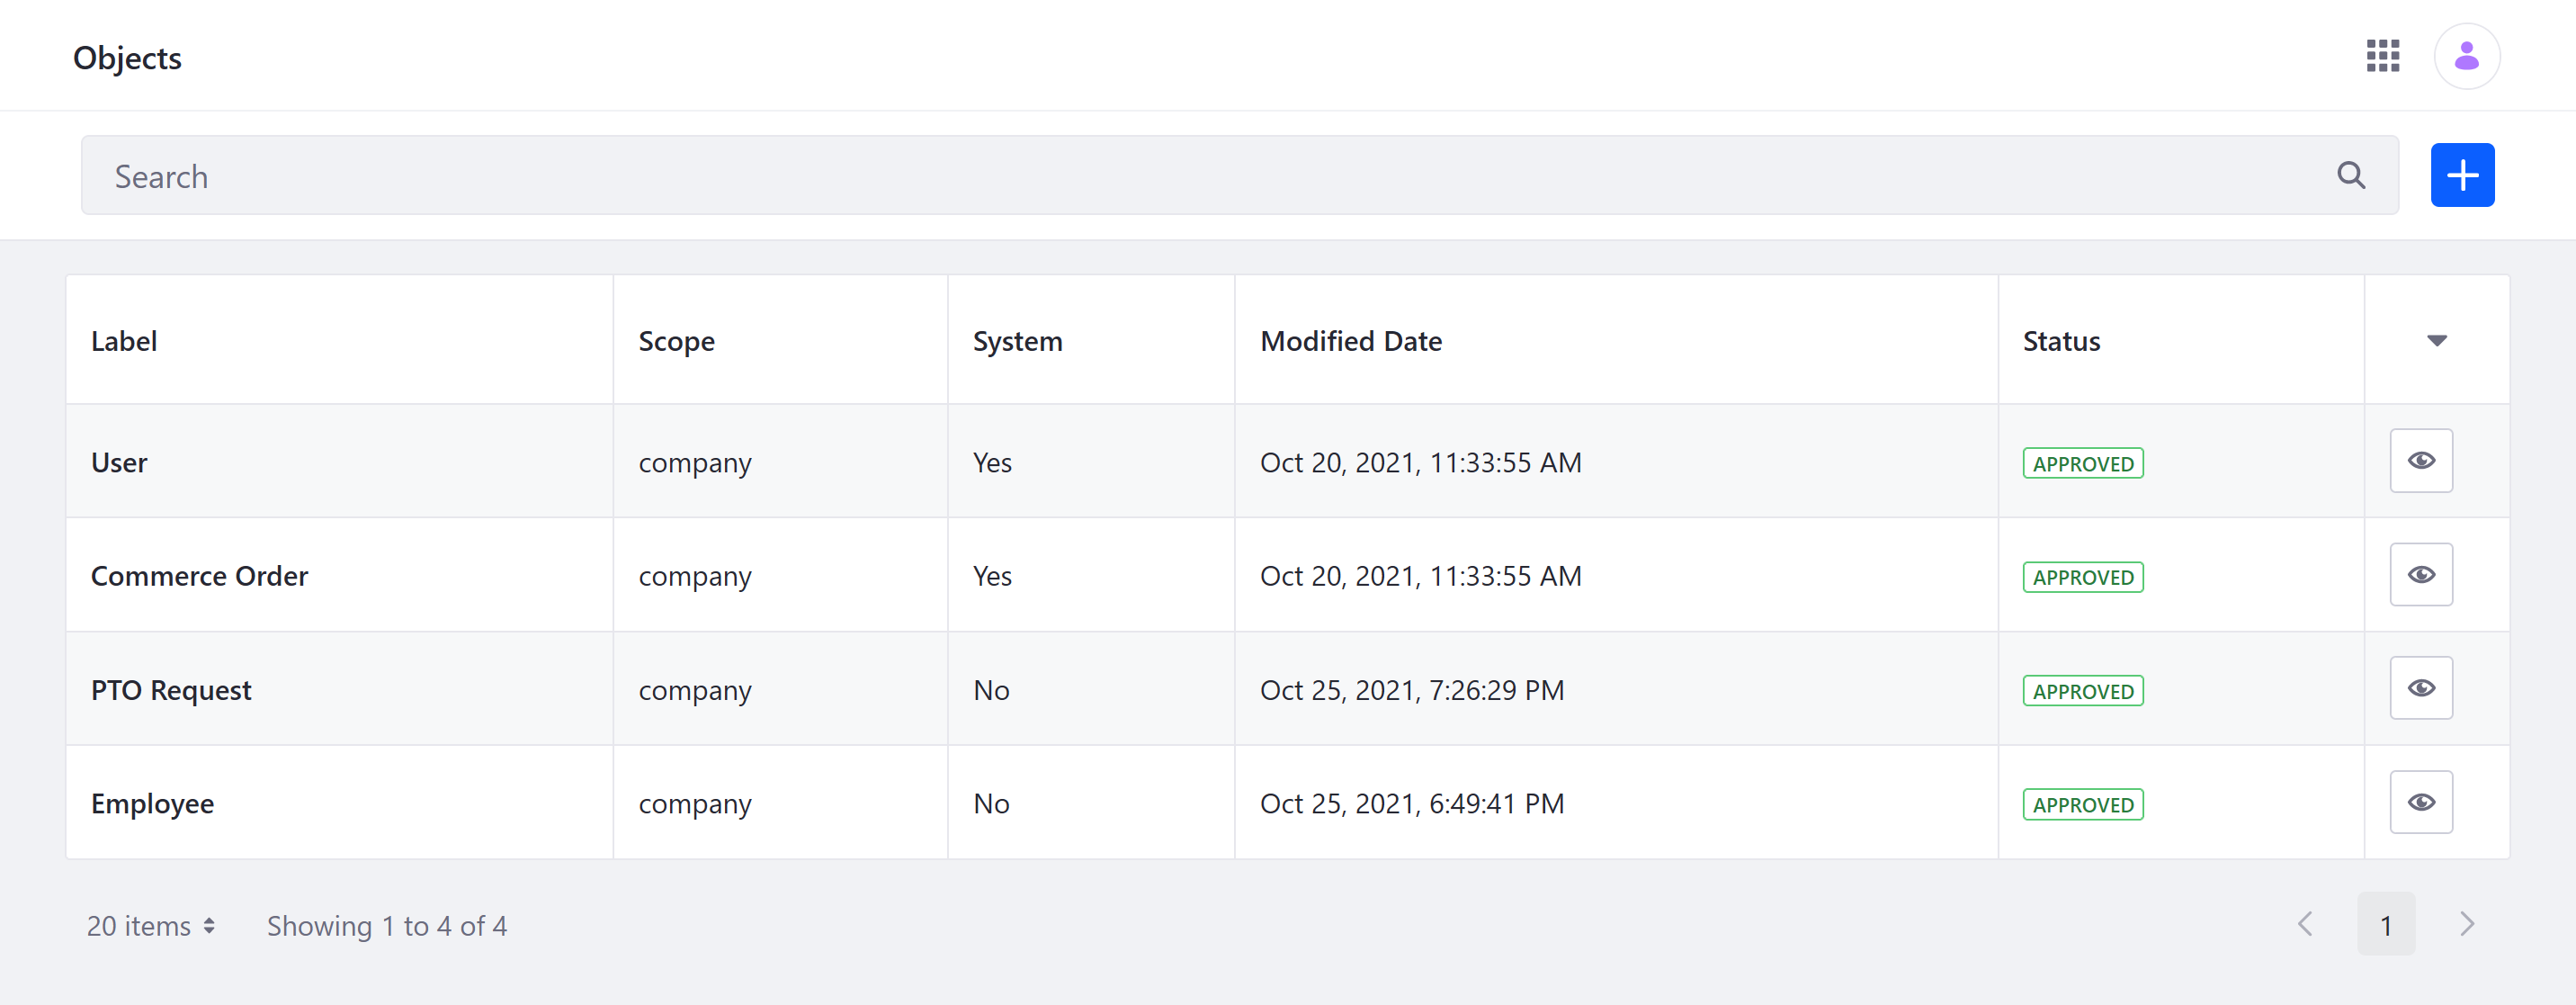 Objects
Search
Label Scope System Modified Date Status
User company Yes Oct 20, 2021, 11:33:55 AM APPROVED
Commerce Order company Yes Oct 20, 2021, 11:33:55 AM APPROVED
PTO Request company No Oct 25, 2021, 7:26:29 PM APPROVED
Employee company No Oct 25, 2021, 6:49:41 PM APPROVED
20 items Showing 1 to 4 of 4 1